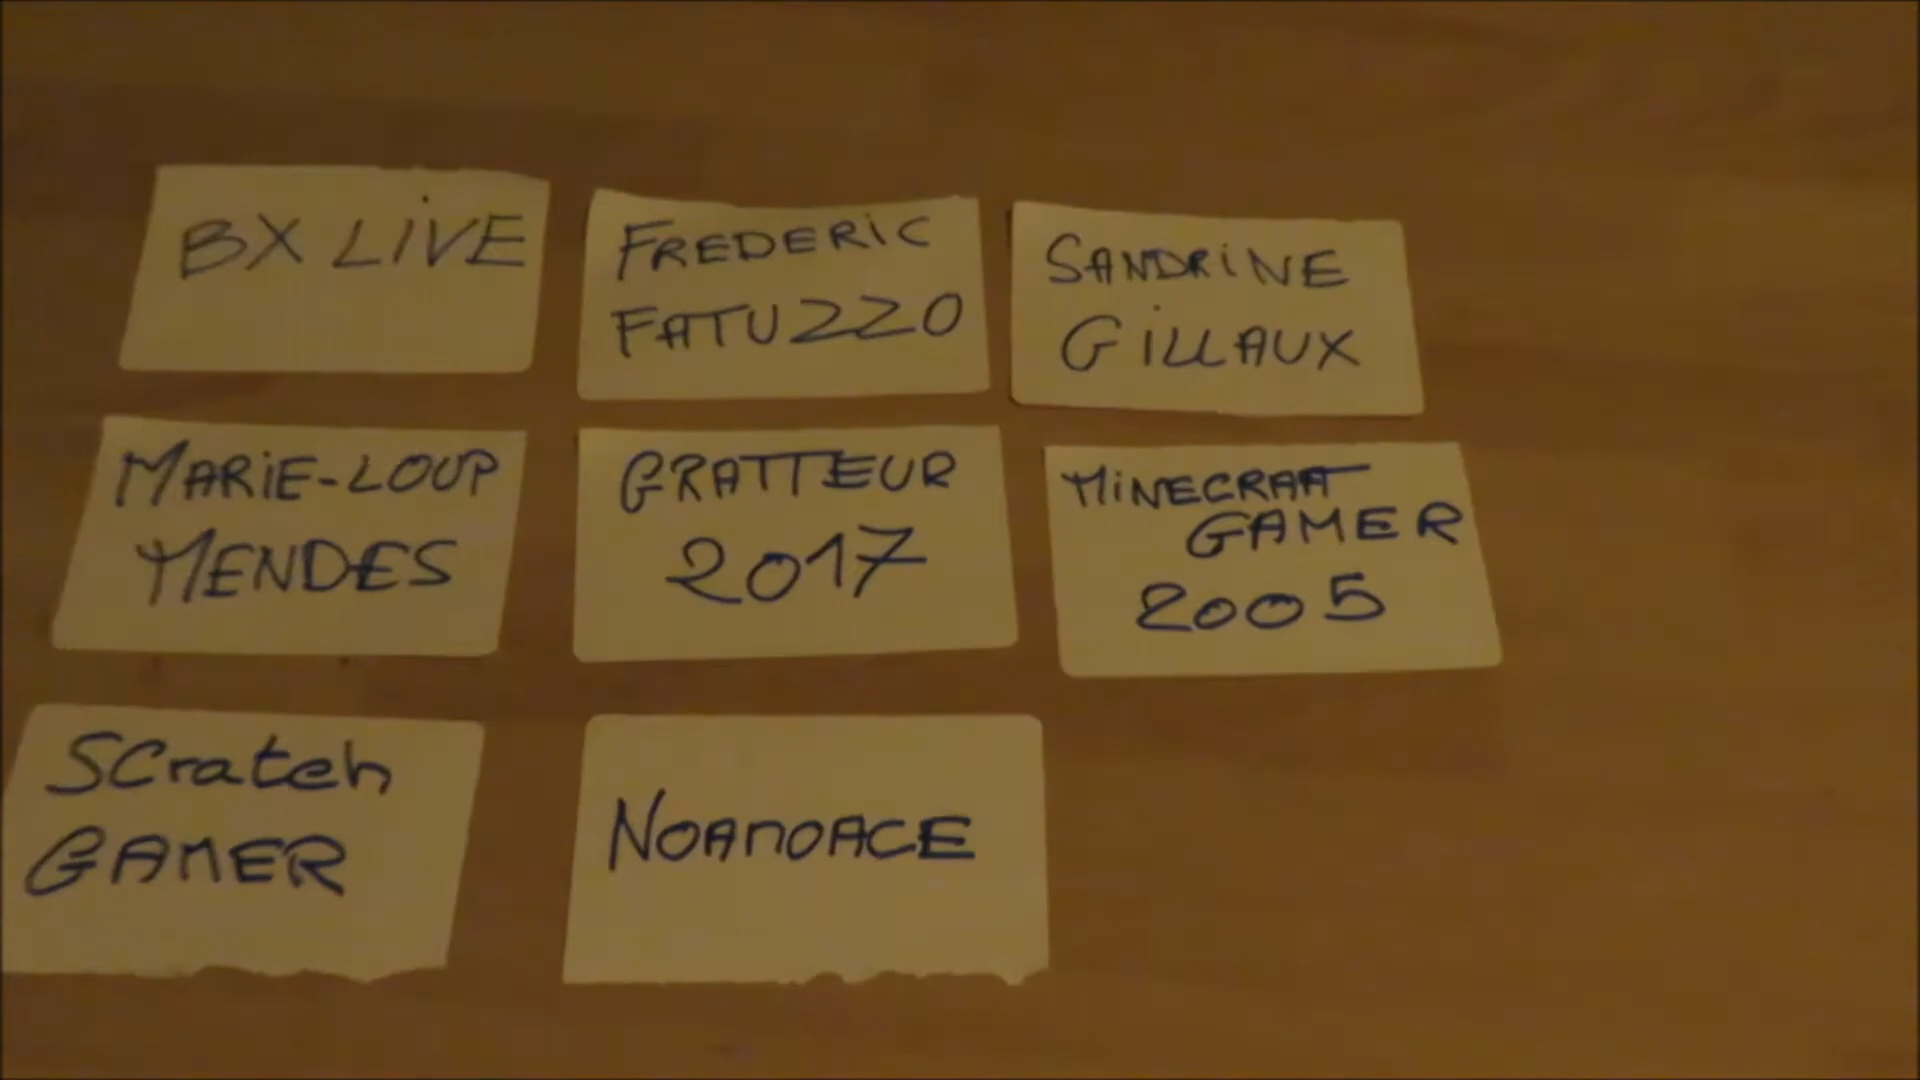 BX LiVE
FREDERiC
FATUZZO
SANDRiNE
GiLLAUX
MARiE-LOUP
MENDES
GRATTEUR
2017
MiNECRAFT
GAMER
2005
SCratch
GAMER
NOAnOACE